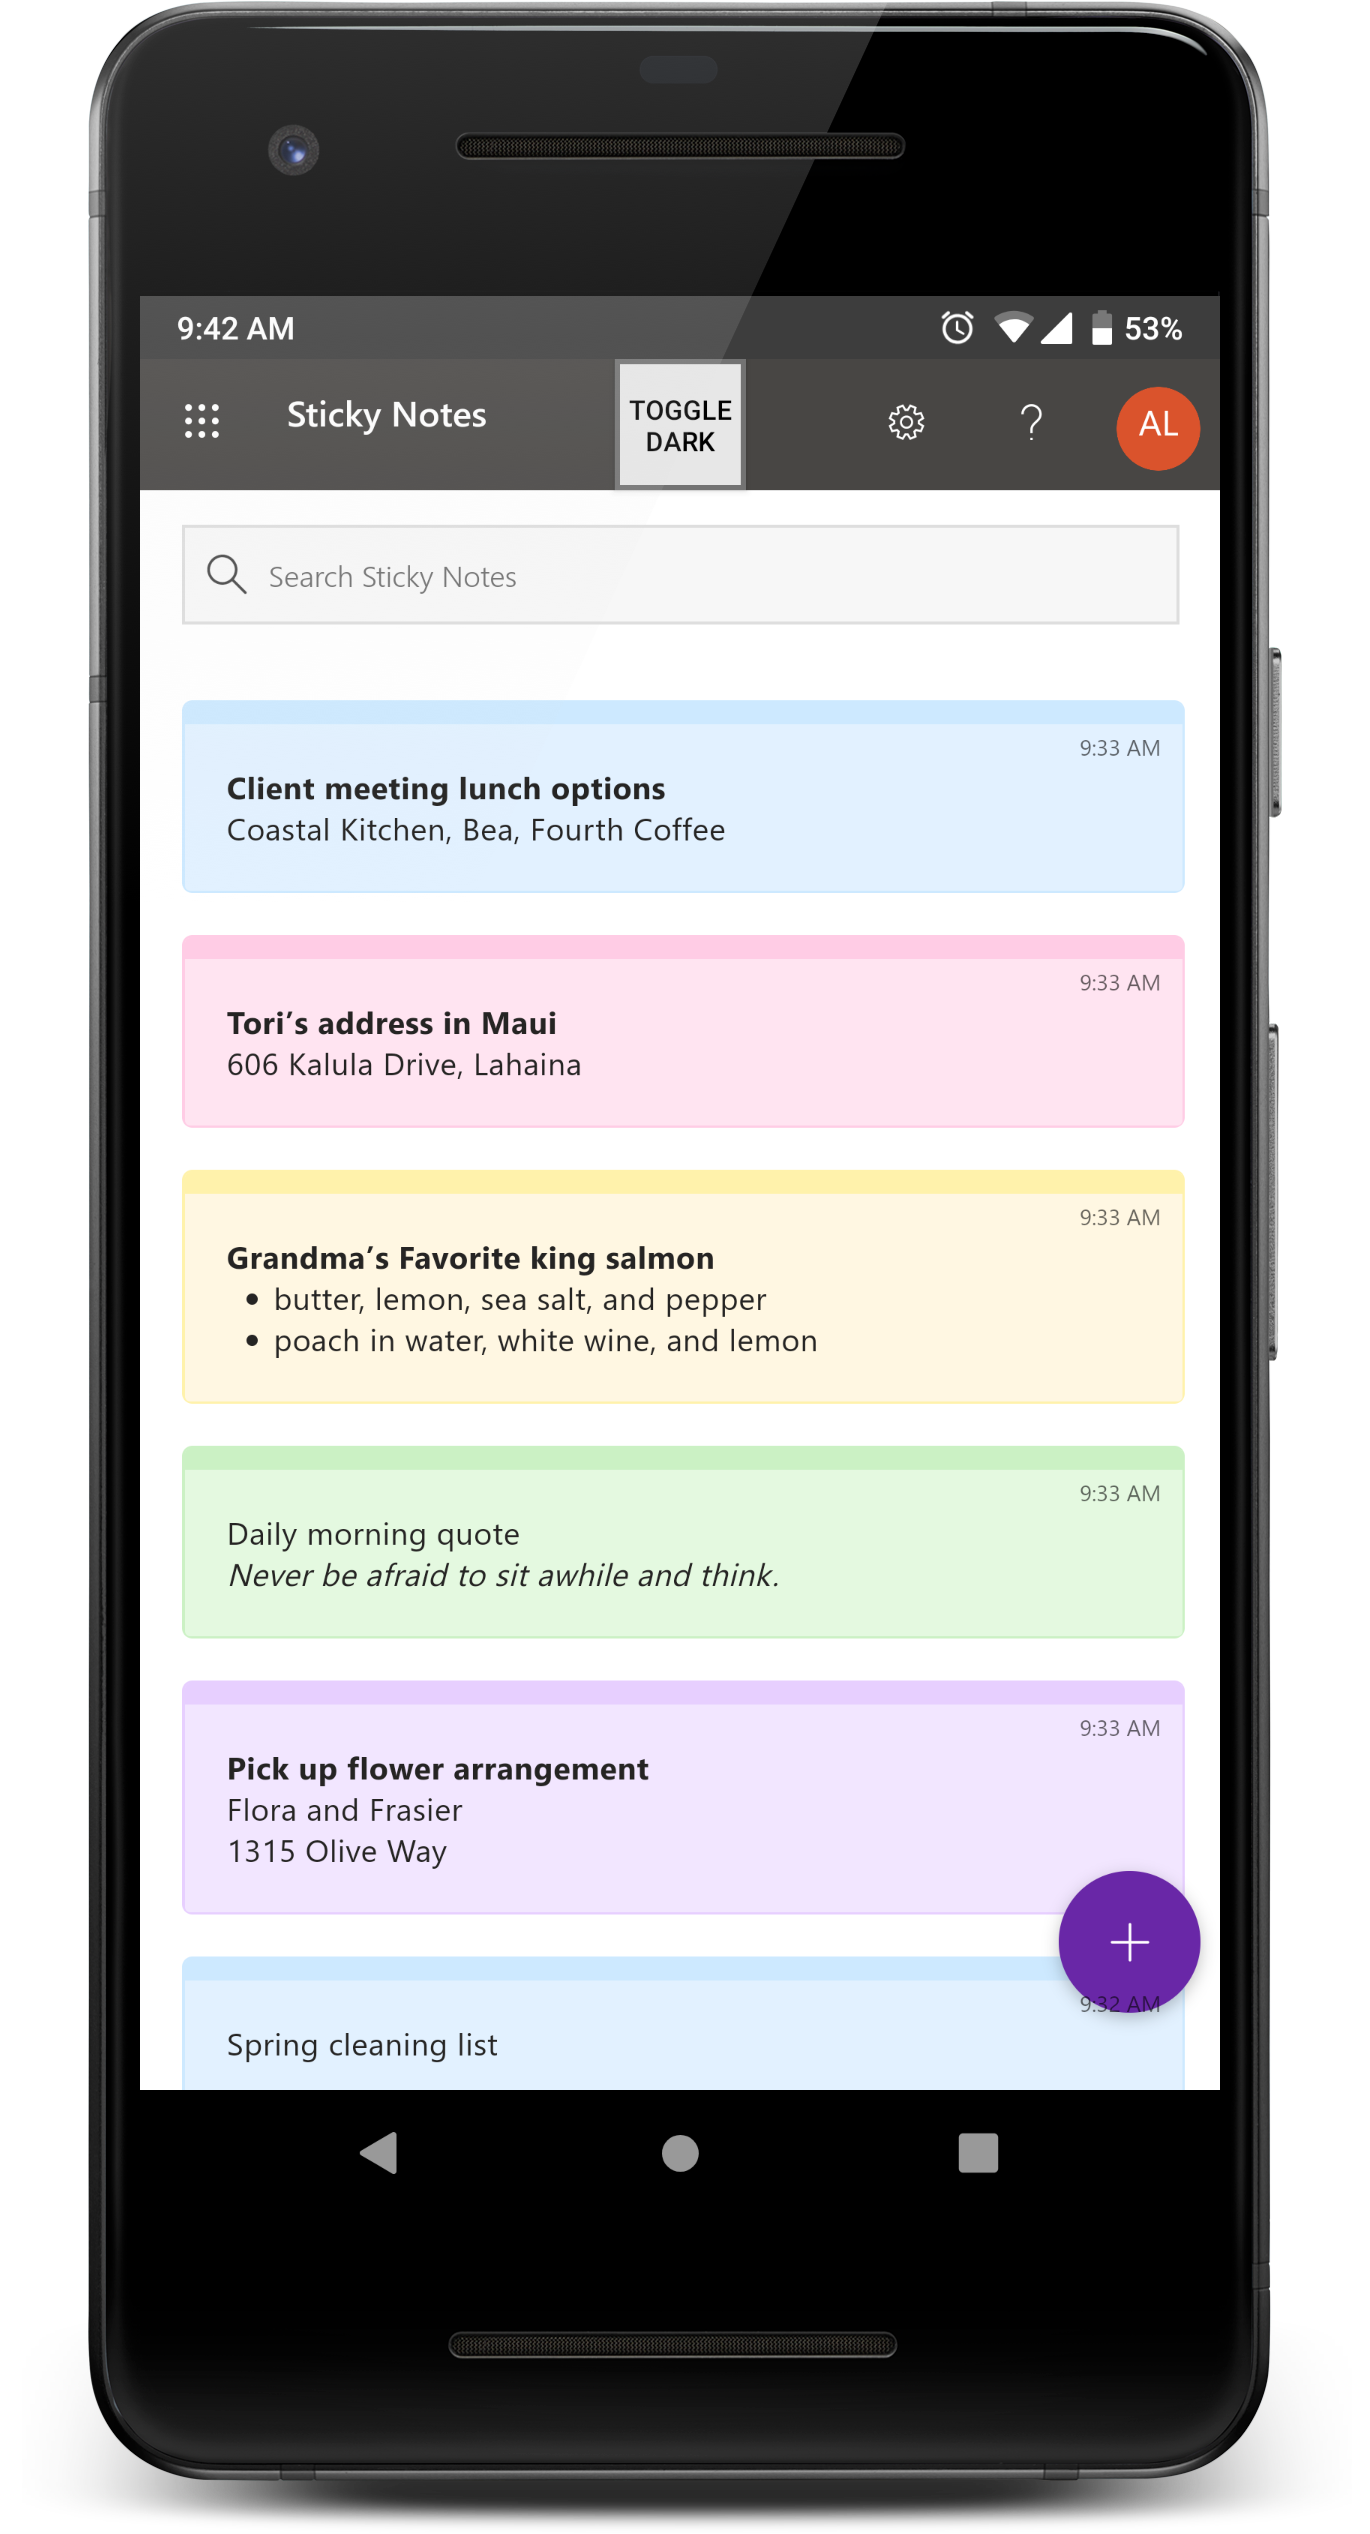 9:42 AM
53%
Sticky Notes
TOGGLE
DARK
?
AL
Search Sticky Notes
9:33 AM
Client meeting lunch options
Coastal Kitchen, Bea, Fourth Coffee
9:33 AM
Tori’s address in Maui
606 Kalula Drive, Lahaina
9:33 AM
Grandma’s Favorite king salmon
• butter, lemon, sea salt, and pepper
• poach in water, white wine, and lemon
9:33 AM
Daily morning quote
Never be afraid to sit awhile and think.
9:33 AM
Pick up flower arrangement
Flora and Frasier
1315 Olive Way
9:32 AM
Spring cleaning list